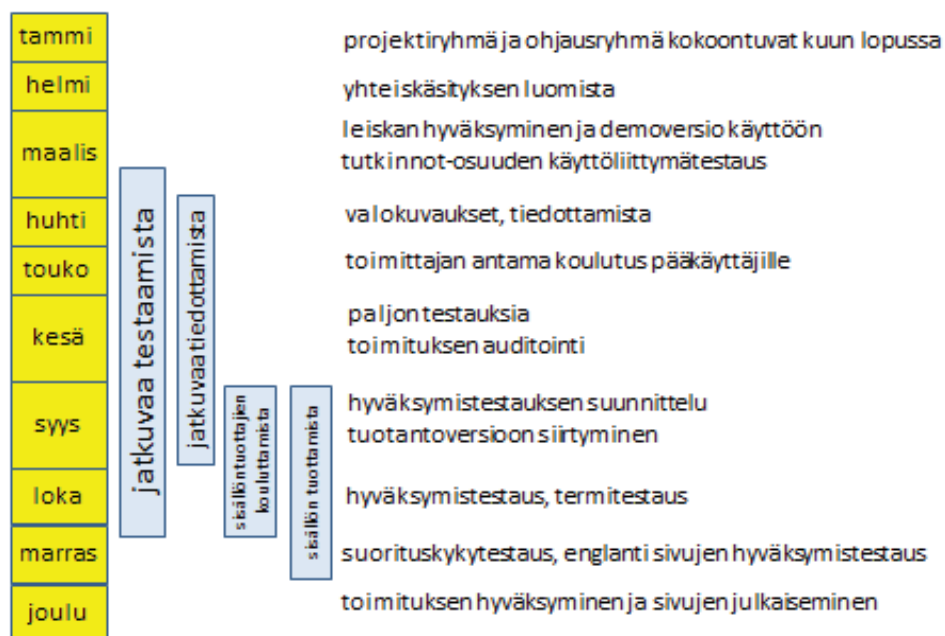 tammi
projektiryhmä ja ohjausryhmä kokoontuvat kuun lopussa
helmi
yhteiskäsityksen luomista
maalis
leiskan hyväksyminen ja demoversio käyttöön
tutkinnot-osuuden käyttöliittymätestaus
huhti
valokuvaukset, tiedottamista
touko
toimittajan antama koulutus pääkäyttäjille
kesä
paljon testauksia
toimituksen auditointi
syys
hyväksymistestauksen suunnittelu
tuotantoversioon siirtyminen
loka
hyväksymistestaus, termitestaus
marras
suorituskykytestaus, englanti sivujen hyväksymistestaus
joulu
toimituksen hyväksyminen ja sivujen julkaiseminen
jatkuvaa testaamista
jatkuvaa tiedottamista
sisällöntuottajien
kouluttamista
sisällön tuottamista